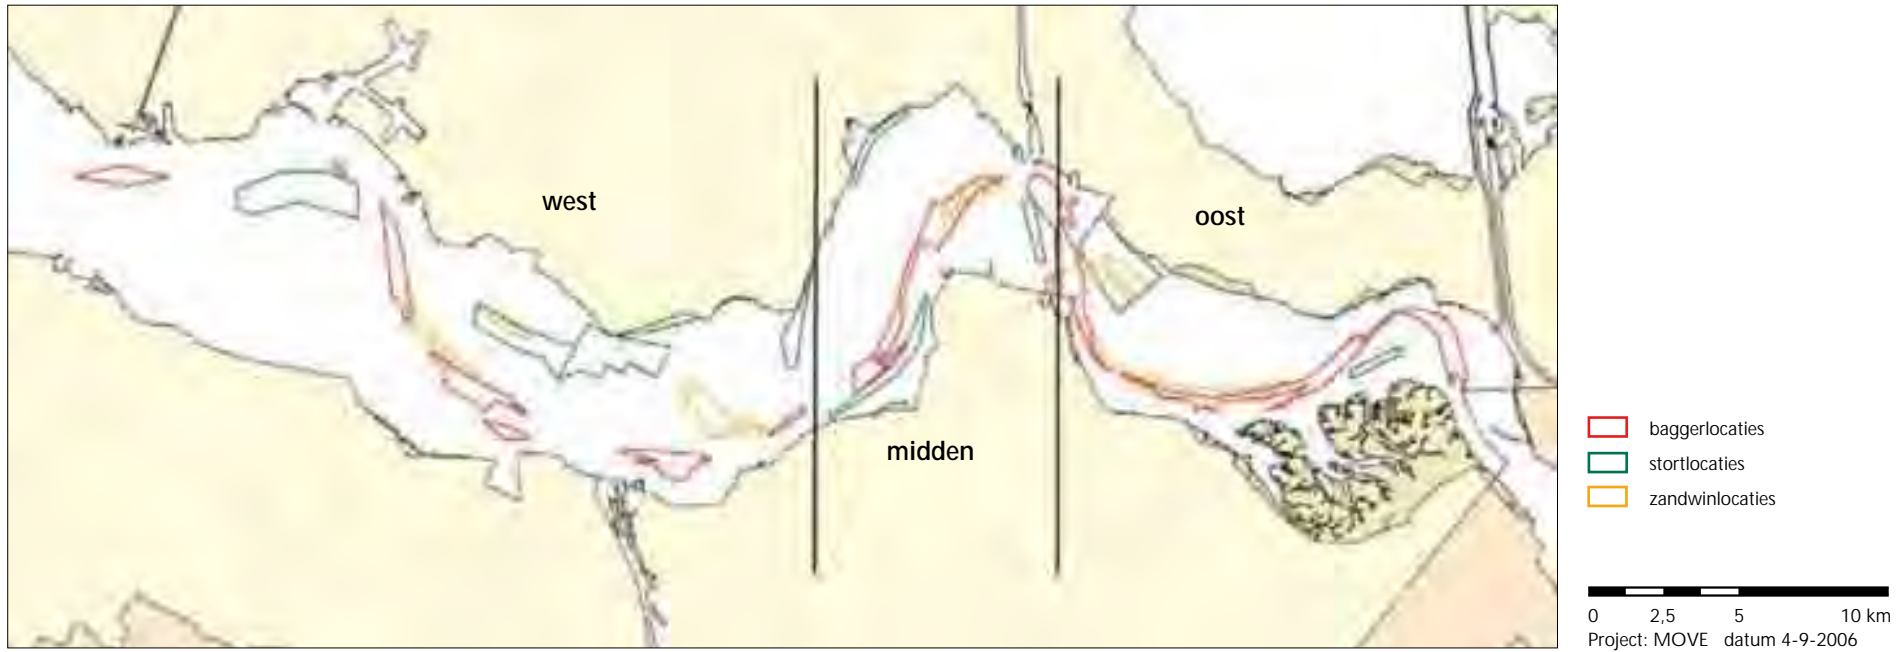 west
oost
midden
baggerlocaties
stortlocaties
zandwinlocaties
0 2,5 5 10 km
Project: MOVE datum 4-9-2006